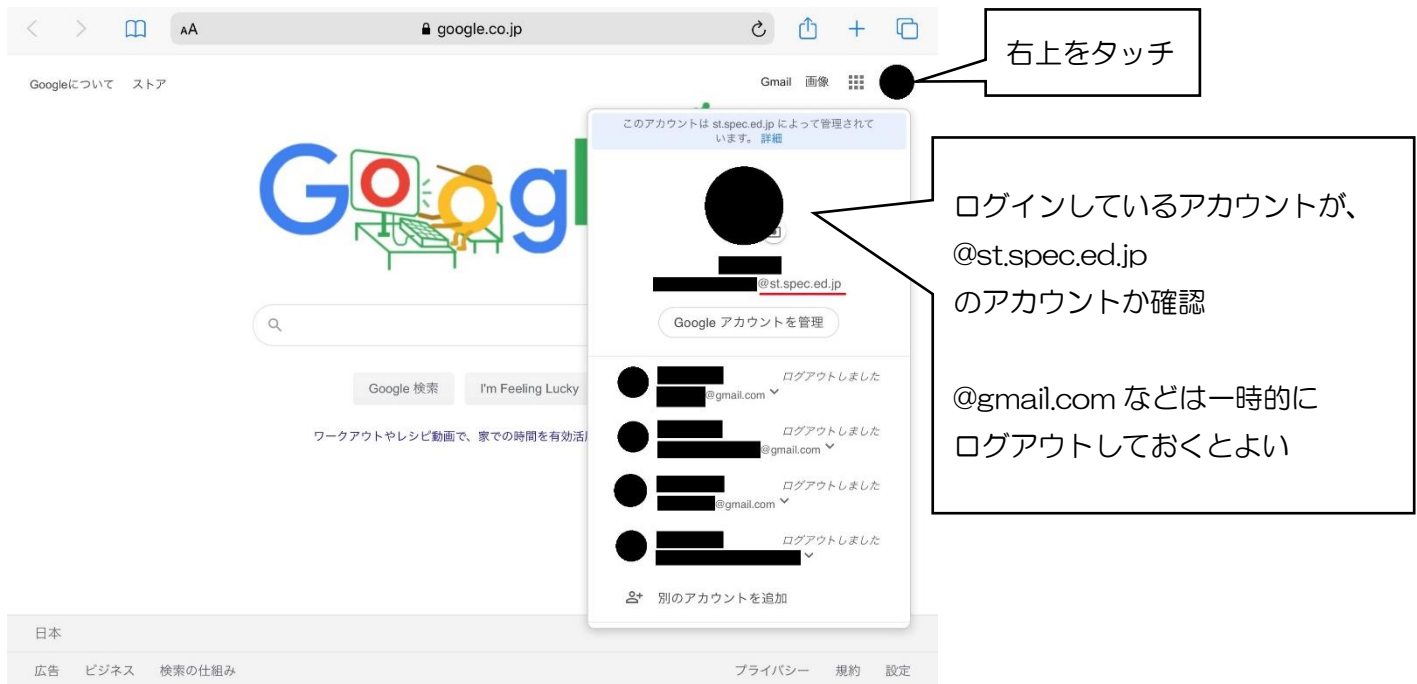 AA
google.co.jp
右上をタッチ
Googleについて ストア
Gmail 画像
このアカウントは st.spec.ed.jp によって管理されて
います。 詳細
Google
@st.spec.ed.jp
Google アカウントを管理
ログインしているアカウントが、
@st.spec.ed.jp
のアカウントか確認
@gmail.com などは一時的に
ログアウトしておくとよい
Google 検索 I'm Feeling Lucky
ワークアウトやレシピ動画で、家での時間を有効活
ログアウトしました
@gmail.com
ログアウトしました
@gmail.com
ログアウトしました
@gmail.com
ログアウトしました
別のアカウントを追加
日本
広告 ビジネス 検索の仕組み
プライバシー 規約 設定